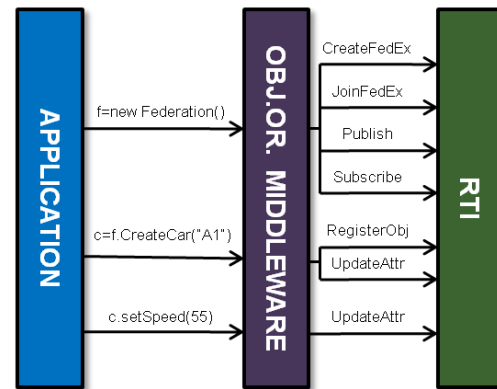 APPLICATION
OBJ.OR. MIDDLEWARE
RTI
f=new Federation()
CreateFedEx
JoinFedEx
Publish
Subscribe
c=f.CreateCar("A1")
RegisterObj
UpdateAttr
c.setSpeed(55)
UpdateAttr